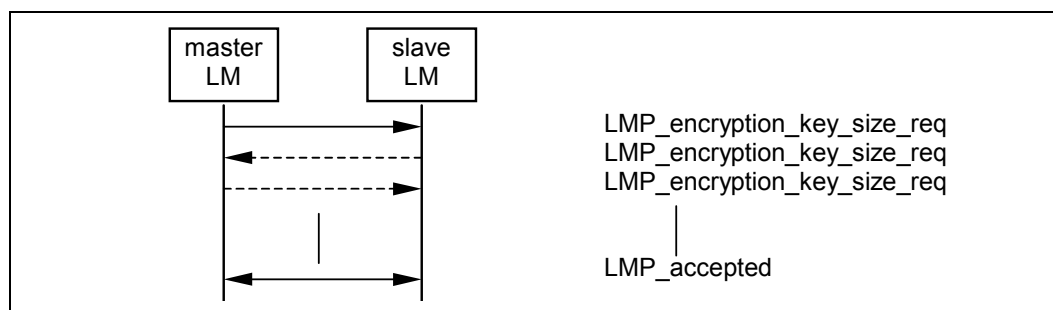 master
LM
slave
LM
LMP_encryption_key_size_req
LMP_encryption_key_size_req
LMP_encryption_key_size_req
LMP_accepted